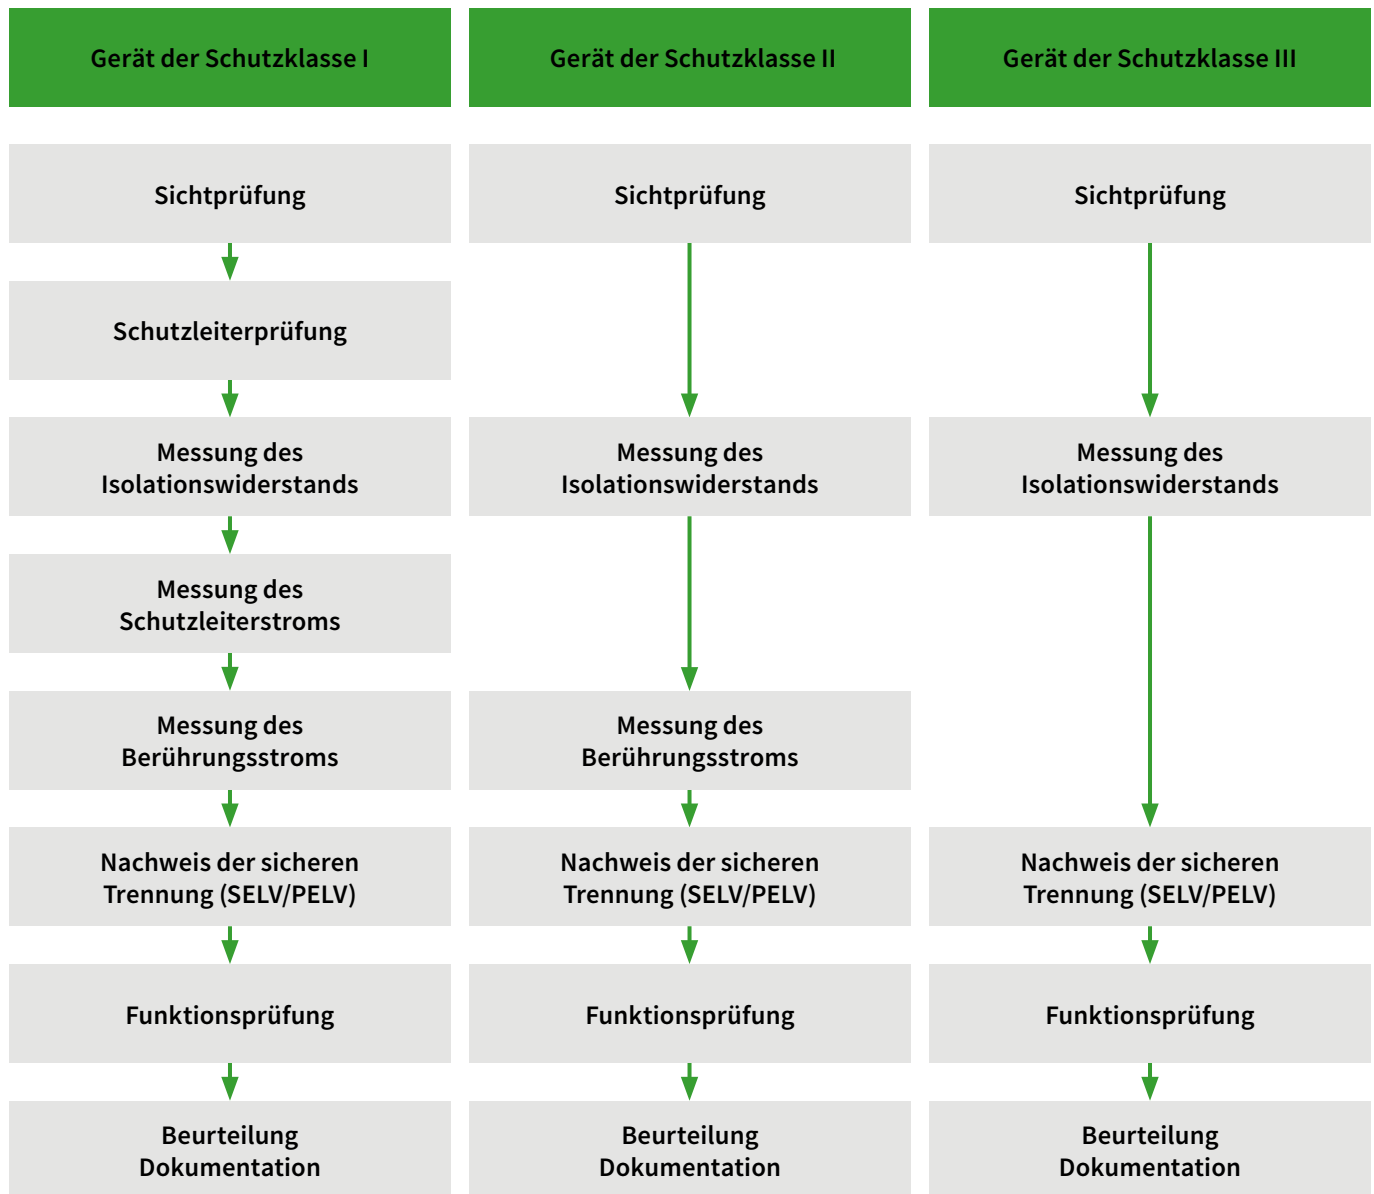 Gerät der Schutzklasse I
Gerät der Schutzklasse II
Gerät der Schutzklasse III
Sichtprüfung
Sichtprüfung
Sichtprüfung
Schutzleiterprüfung
Messung des
Isolationswiderstands
Messung des
Isolationswiderstands
Messung des
Isolationswiderstands
Messung des
Schutzleiterstroms
Messung des
Berührungsstroms
Messung des
Berührungsstroms
Nachweis der sicheren
Trennung (SELV/PELV)
Nachweis der sicheren
Trennung (SELV/PELV)
Nachweis der sicheren
Trennung (SELV/PELV)
Funktionsprüfung
Funktionsprüfung
Funktionsprüfung
Beurteilung
Dokumentation
Beurteilung
Dokumentation
Beurteilung
Dokumentation